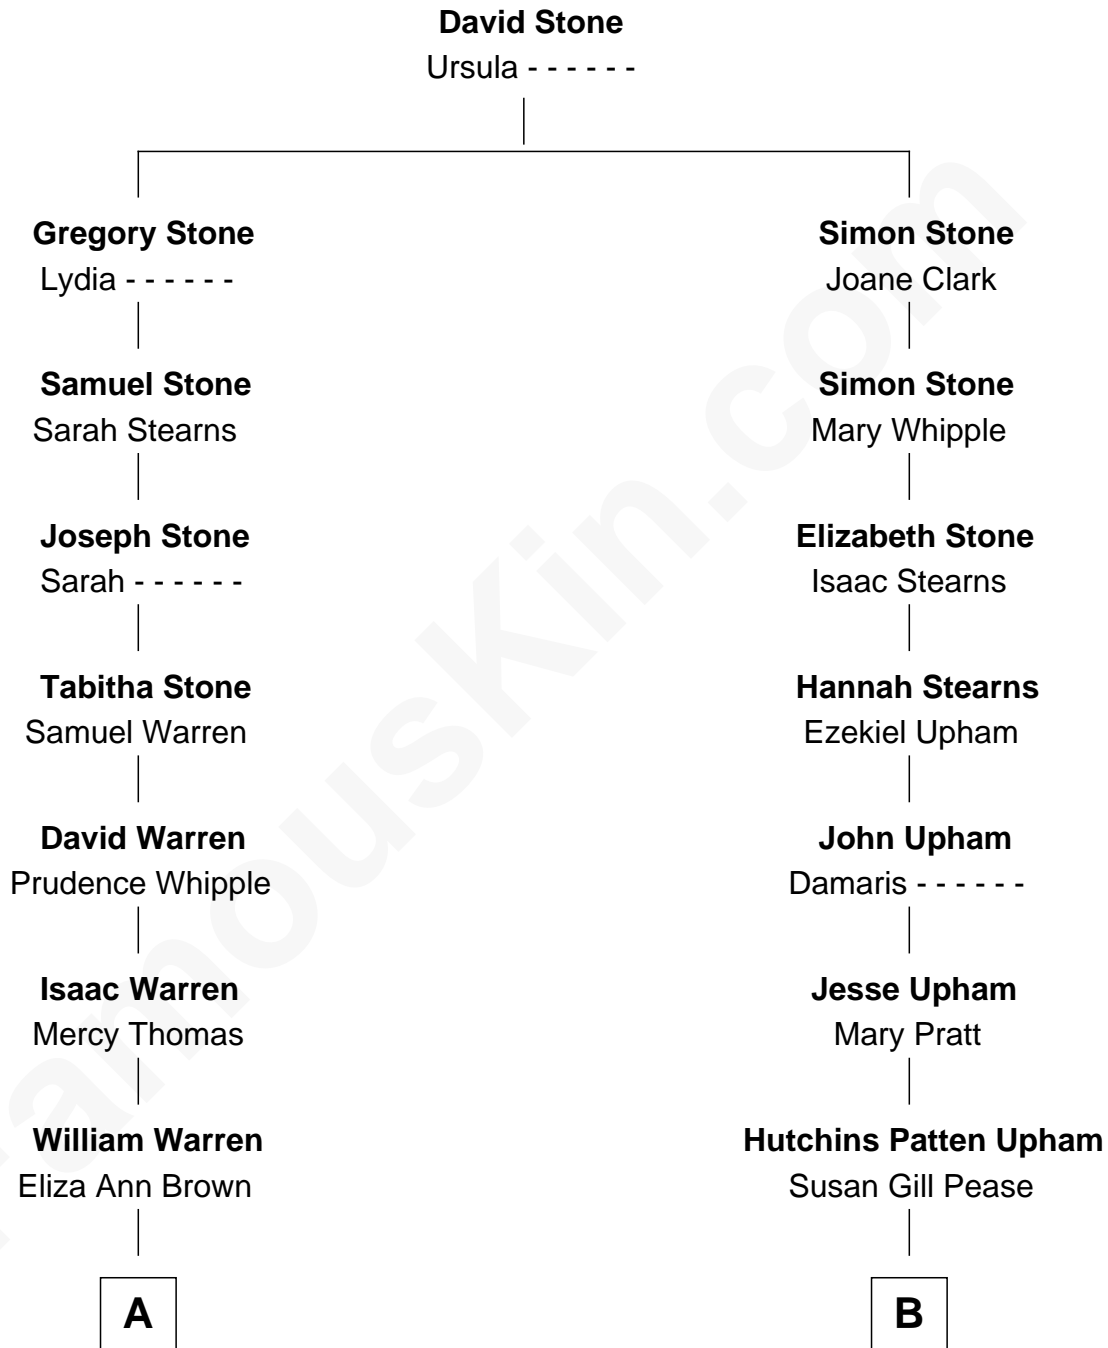 David Stone
Ursula - - - - - -
Gregory Stone
Lydia - - - - - -
Simon Stone
Joane Clark
Samuel Stone
Sarah Stearns
Simon Stone
Mary Whipple
Joseph Stone
Sarah - - - - - -
Elizabeth Stone
Isaac Stearns
Tabitha Stone
Samuel Warren
Hannah Stearns
Ezekiel Upham
David Warren
Prudence Whipple
John Upham
Damaris - - - - - -
Isaac Warren
Mercy Thomas
Jesse Upham
Mary Pratt
William Warren
Eliza Ann Brown
Hutchins Patten Upham
Susan Gill Pease
A
B
FamousKin.com